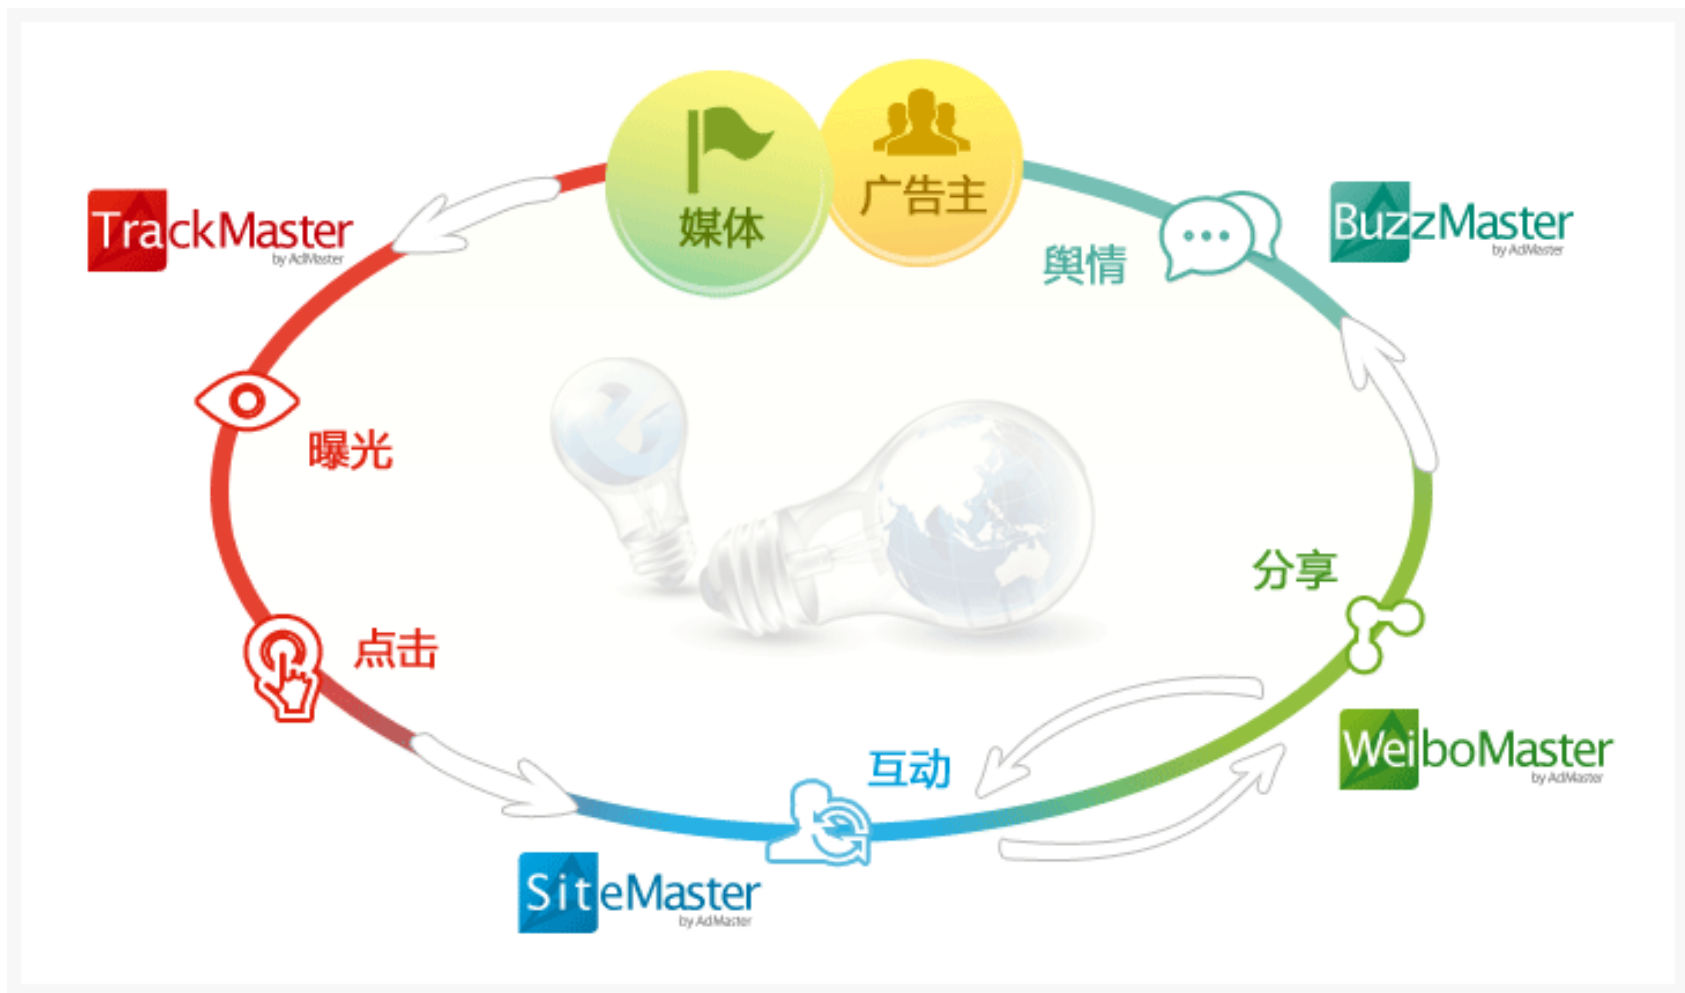 媒体
广告主
TrackMaster
by AdMaster
舆情
BuzzMaster
by AdMaster
曝光
分享
点击
互动
WeiboMaster
by AdMaster
SiteMaster
by AdMaster